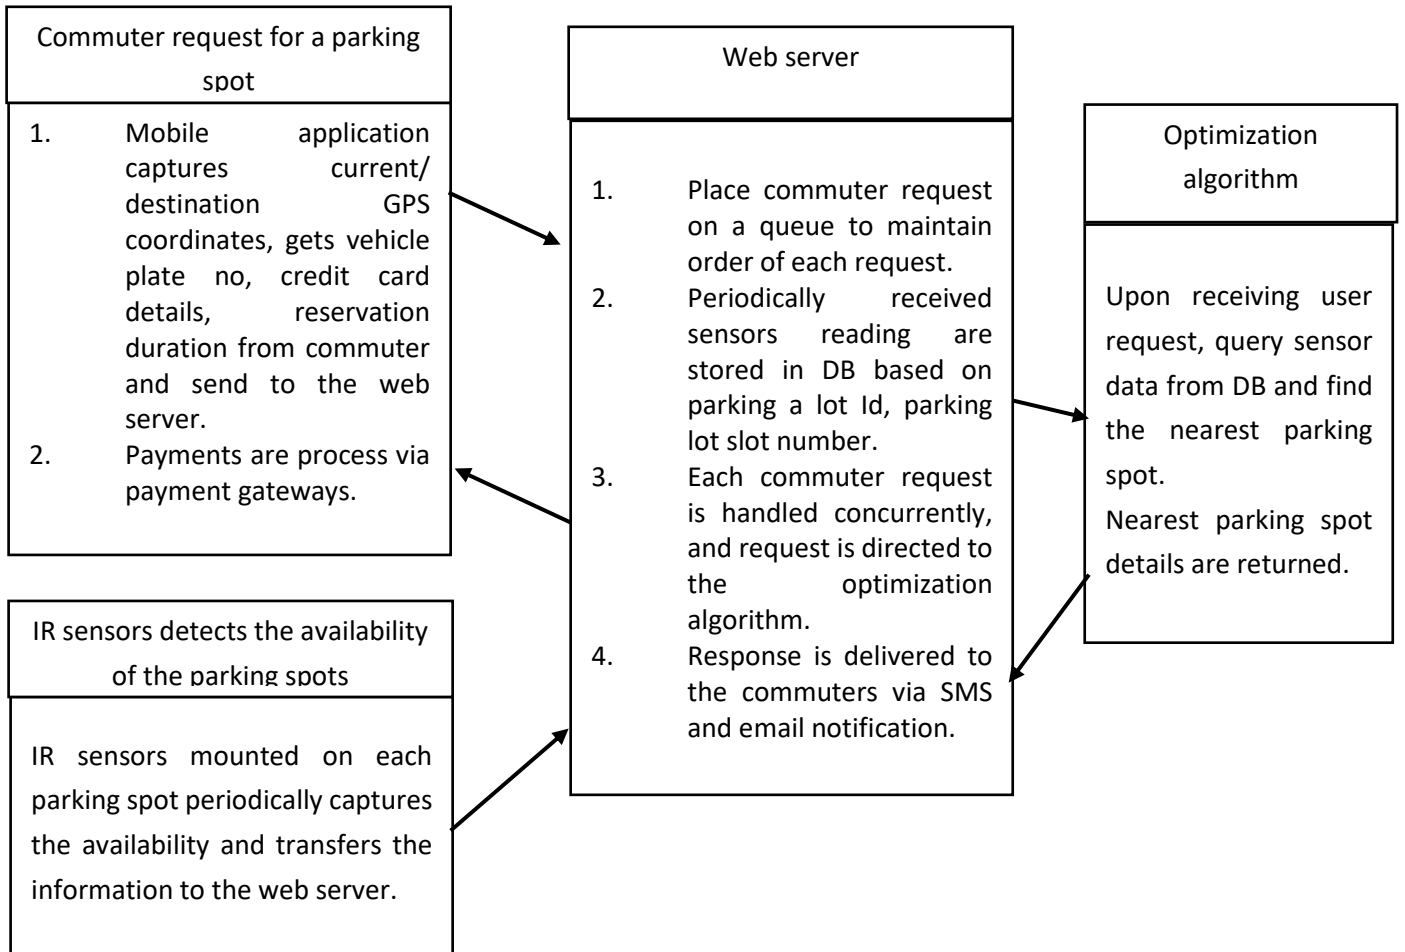 Commuter request for a parking
spot
1. Mobile application
captures current/
destination GPS
coordinates, gets vehicle
plate no, credit card
details, reservation
duration from commuter
and send to the web
server.
2. Payments are process via
payment gateways.
IR sensors detects the availability
of the parking spots
IR sensors mounted on each
parking spot periodically captures
the availability and transfers the
information to the web server.
Web server
1. Place commuter request
on a queue to maintain
order of each request.
2. Periodically received
sensors reading are
stored in DB based on
parking a lot Id, parking
lot slot number.
3. Each commuter request
is handled concurrently,
and request is directed to
the optimization
algorithm.
4. Response is delivered to
the commuters via SMS
and email notification.
Optimization
algorithm
Upon receiving user
request, query sensor
data from DB and find
the nearest parking
spot.
Nearest parking spot
details are returned.